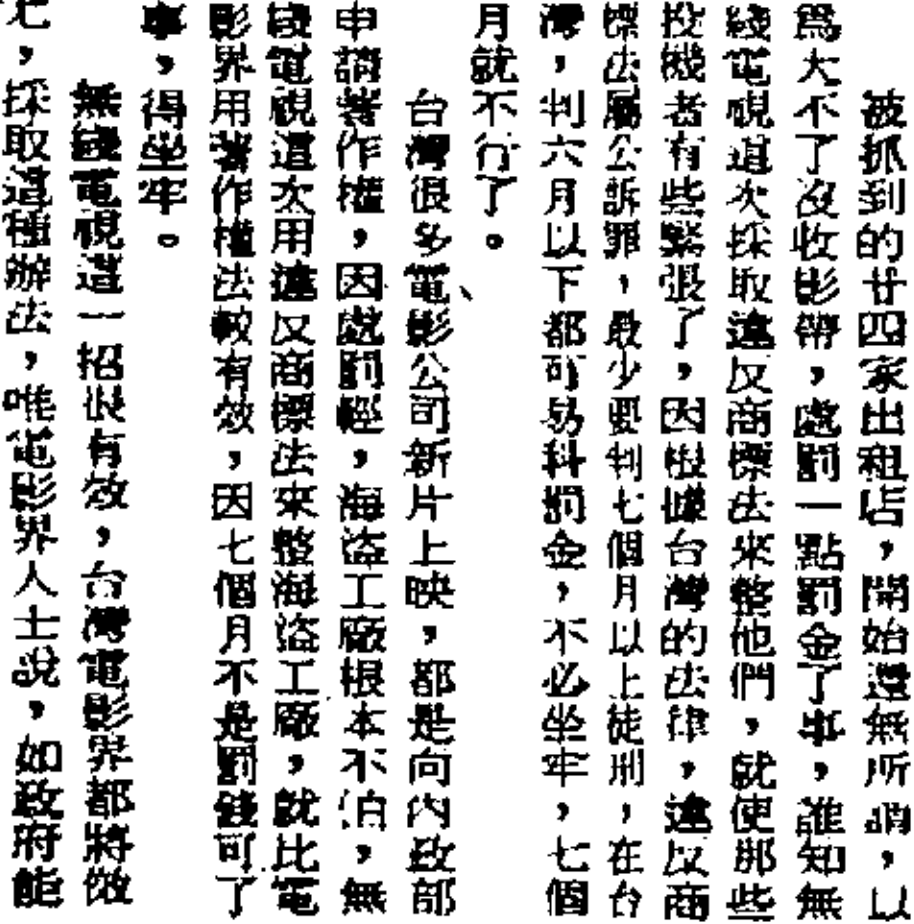 被抓到的廿四家出租店，開始還無所謂，以
爲大不了沒收影帶，處罰一點罰金了事，誰知無
綫電視這次採取違反商標法來整他們，就使那些
投機者有些緊張了，因根據台灣的法律，違反商
標法屬公訴罪，最少要判七個月以上徒刑，在台
灣，判六月以下都可易科罰金，不必坐牢，七個
月就不行了。
台灣很多電影公司新片上映，都是向內政部
申請著作權，因處罰輕，海盜工廠根本不怕，無
綫電視這次用違反商標法來整海盜工廠，就比電
影界用著作權法較有效，因七個月不是罰錢可了
事，得坐牢。
無綫電視這一招很有效，台灣電影界都將傚
尤，採取這種辦法，唯電影界人士說，如政府能